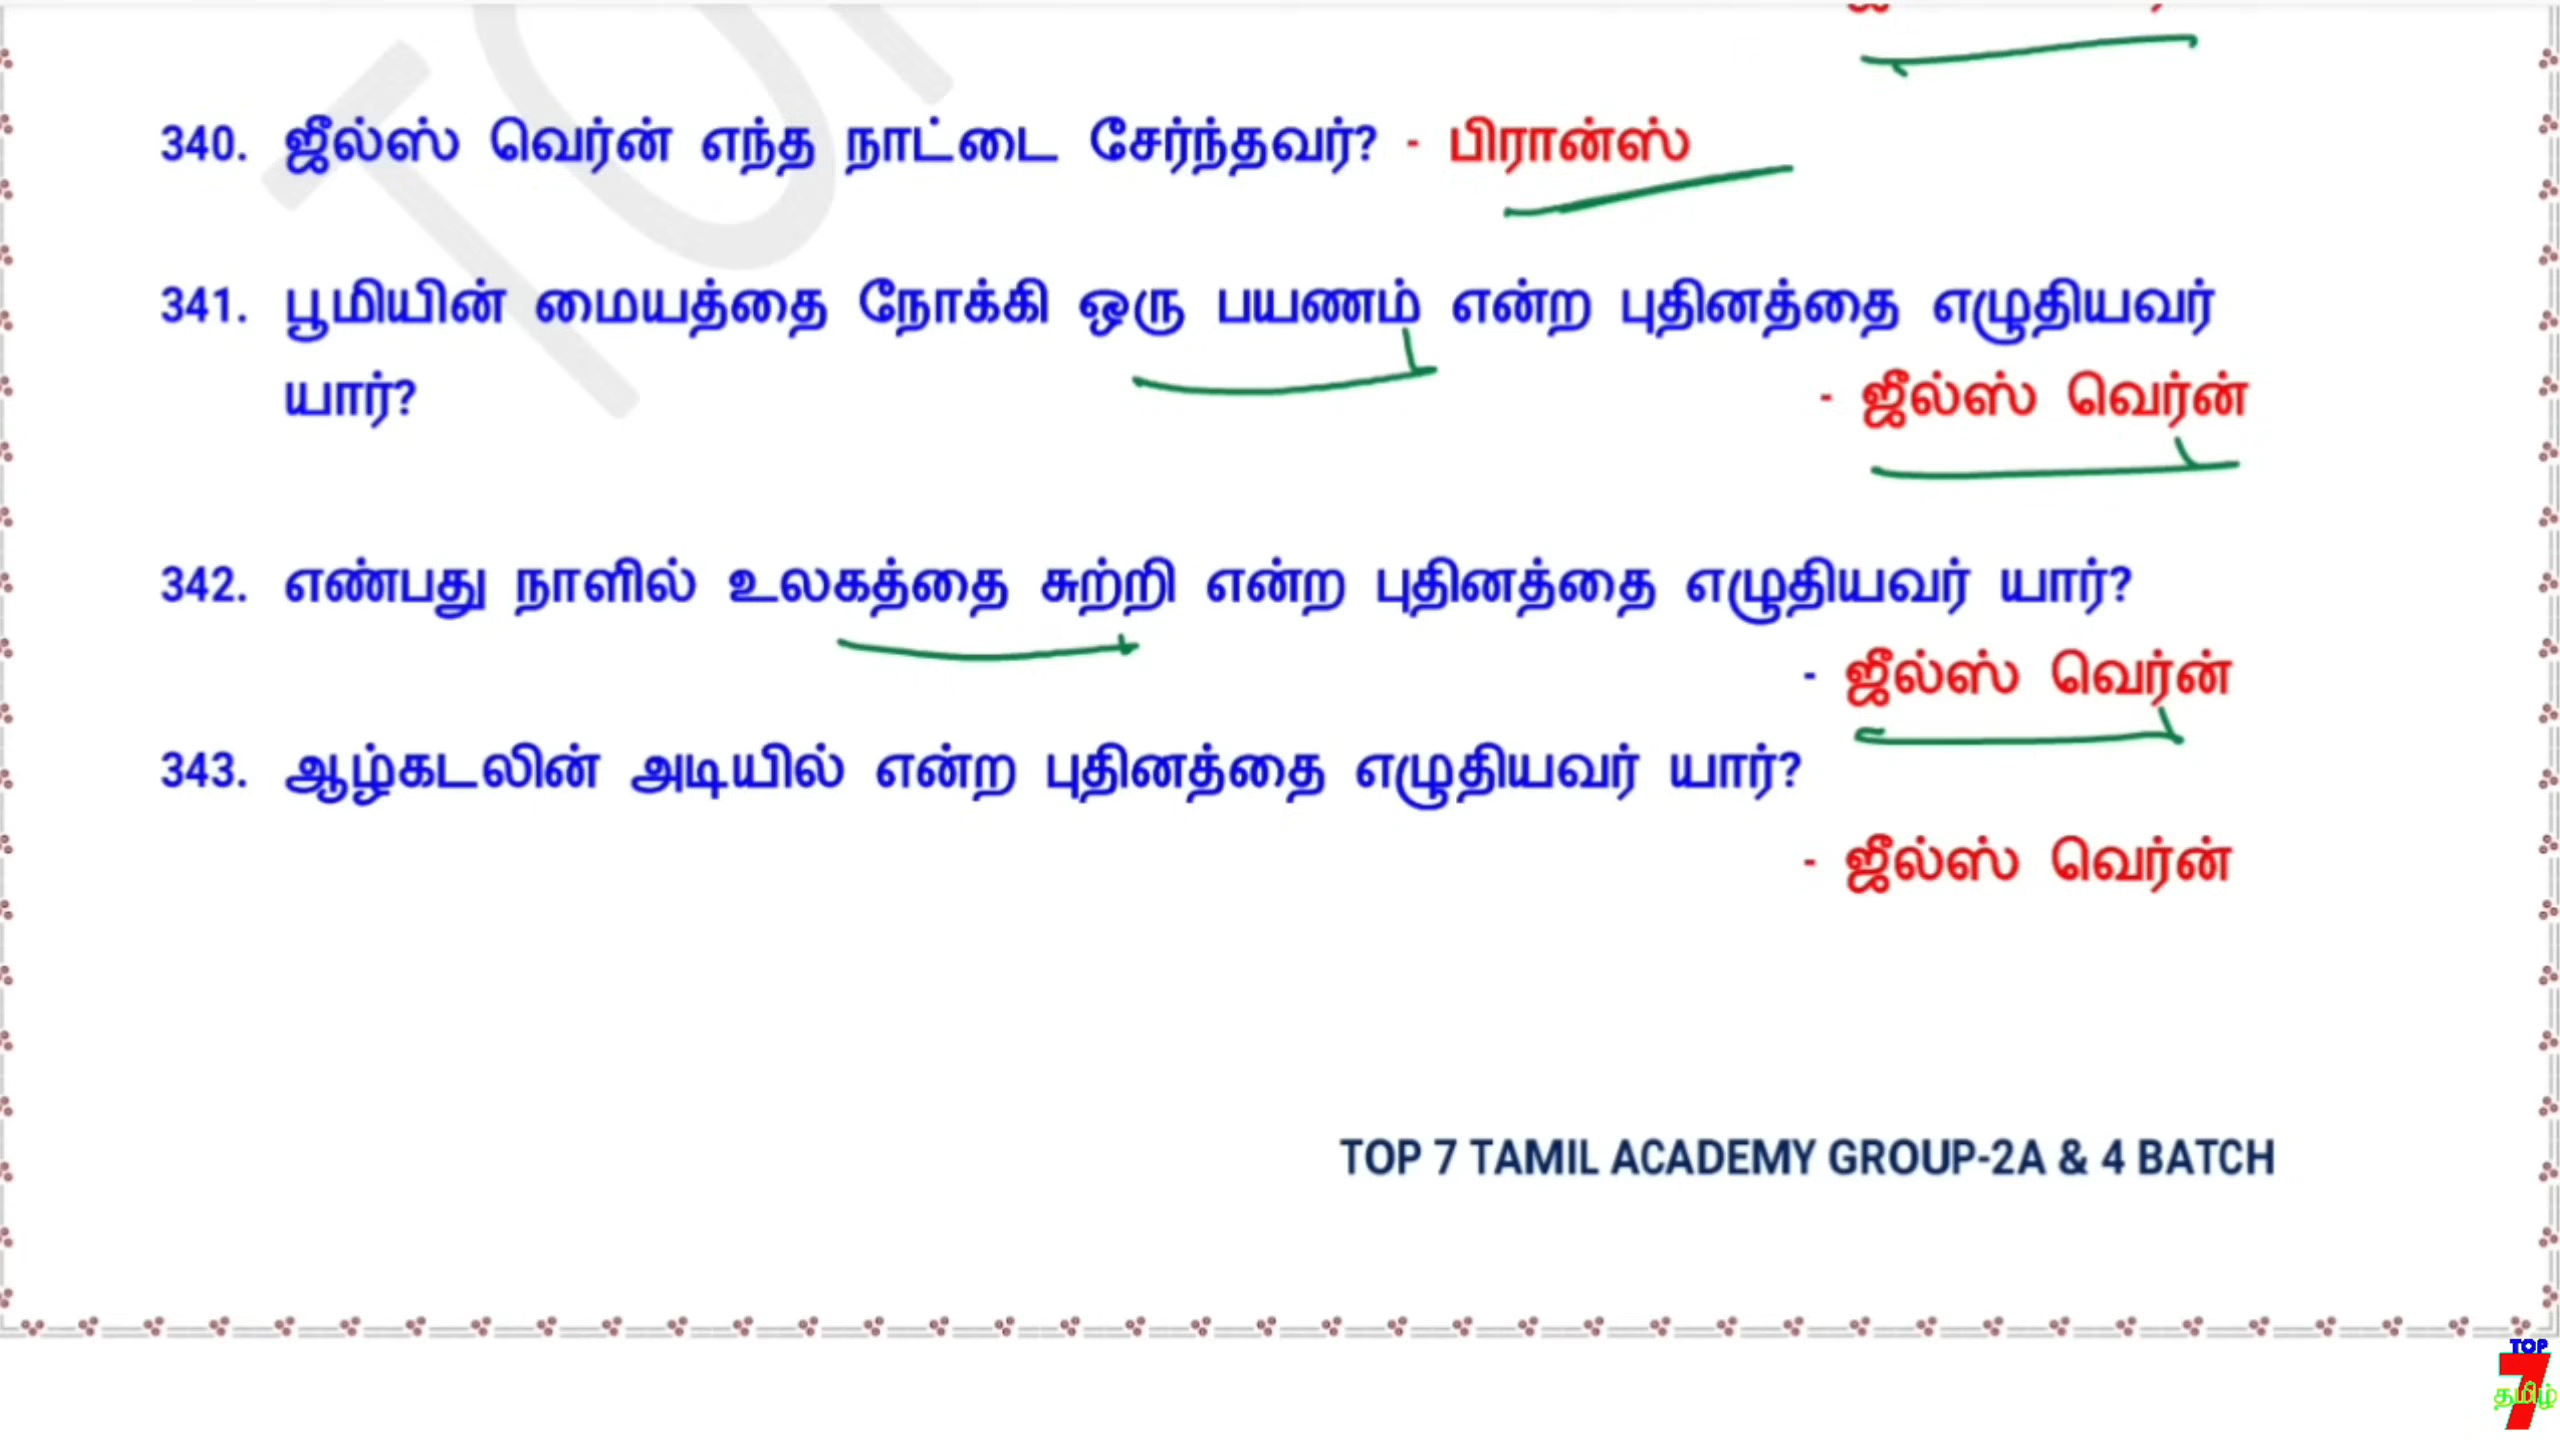 340. ஜீல்ஸ் வெர்ன் எந்த நாட்டை சேர்ந்தவர்? - பிரான்ஸ்
341. பூமியின் மையத்தை நோக்கி ஒரு பயணம் என்ற புதினத்தை எழுதியவர்
யார்? - ஜீல்ஸ் வெர்ன்
342. எண்பது நாளில் உலகத்தை சுற்றி என்ற புதினத்தை எழுதியவர் யார்?
- ஜீல்ஸ் வெர்ன்
343. ஆழ்கடலின் அடியில் என்ற புதினத்தை எழுதியவர் யார்?
- ஜீல்ஸ் வெர்ன்
TOP 7 TAMIL ACADEMY GROUP-2A & 4 BATCH
TOP
7
தமிழ்